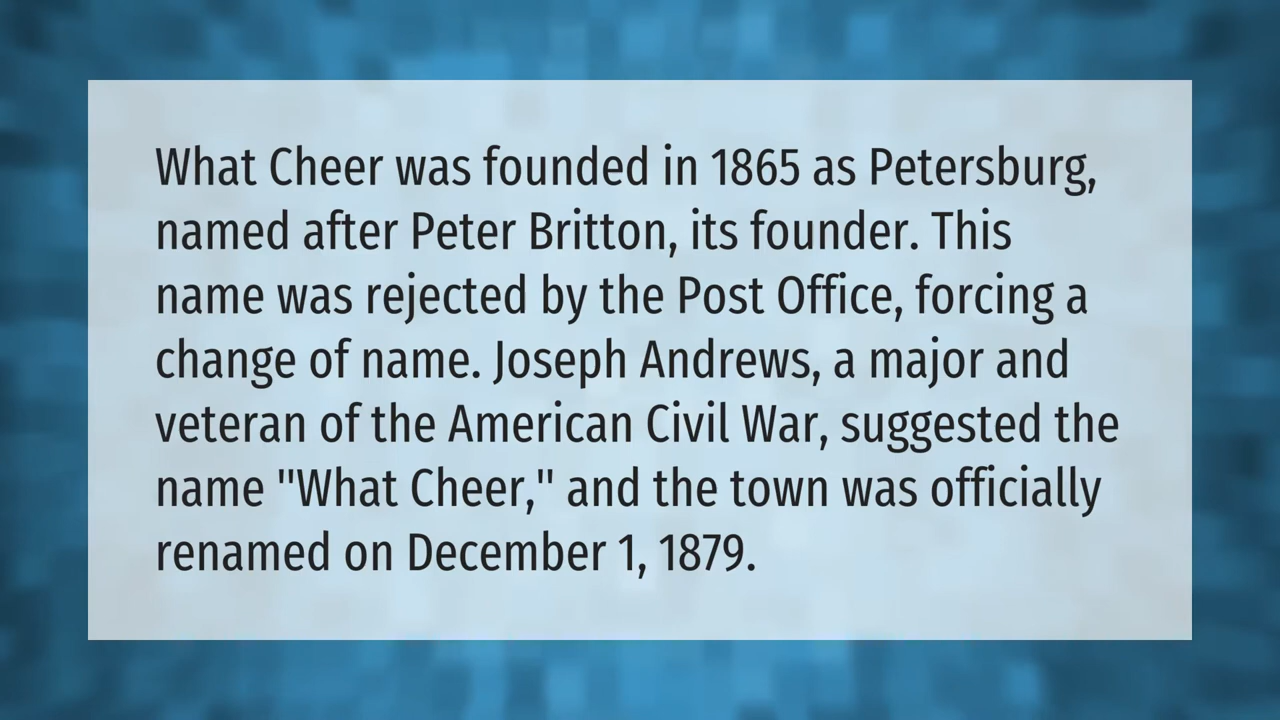 What Cheer was founded in 1865 as Petersburg,
named after Peter Britton, its founder. This
name was rejected by the Post Office, forcing a
change of name. Joseph Andrews, a major and
veteran of the American Civil War, suggested the
name "What Cheer," and the town was officially
renamed on December 1, 1879.